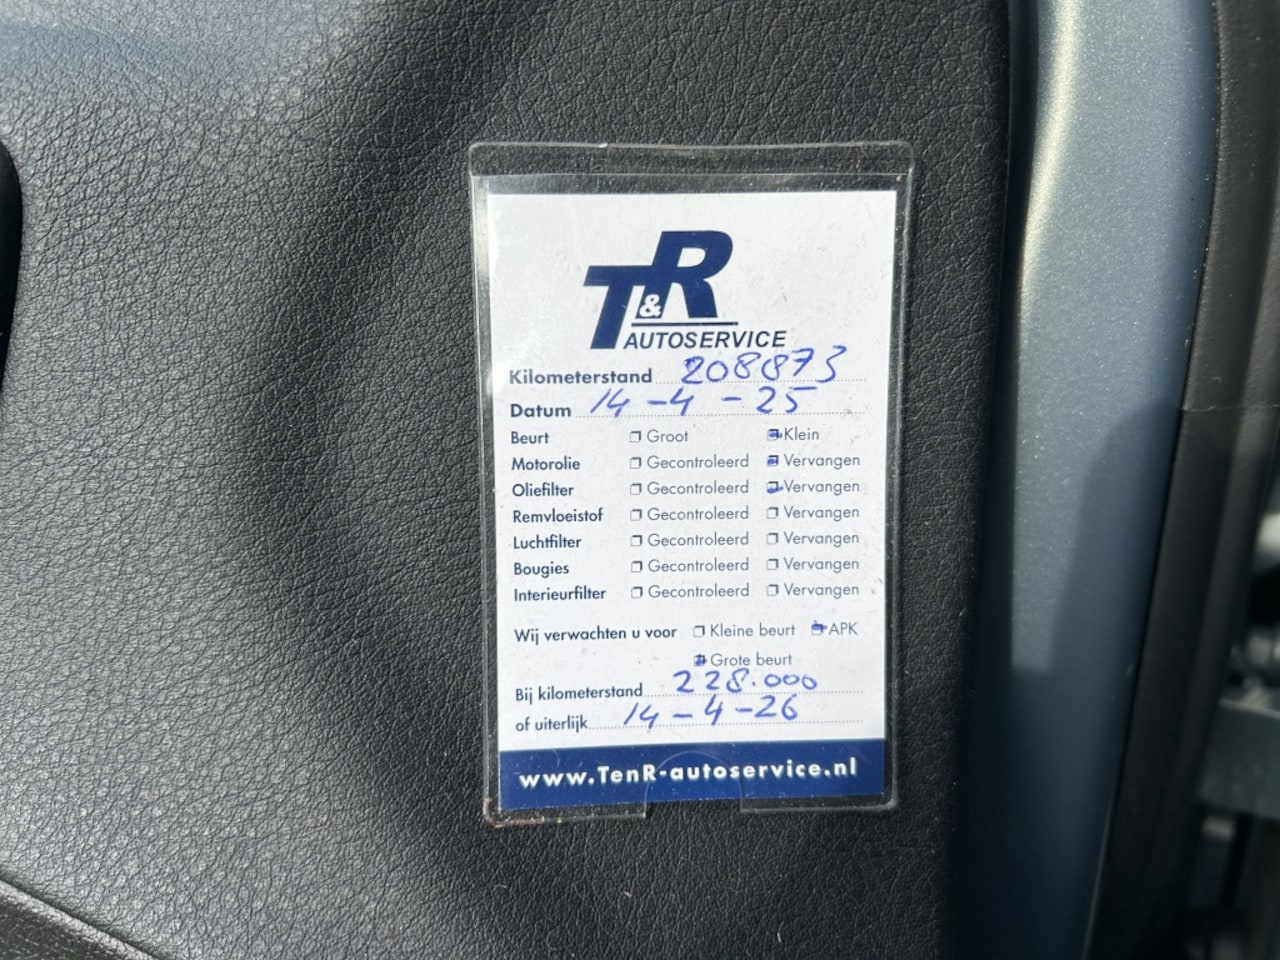 T&R
AUTOSERVICE
Kilometerstand 208873
Datum 14-4-25
Beurt Groot Klein
Motorolie Gecontroleerd Vervangen
Oliefilter Gecontroleerd Vervangen
Remvloeistof Gecontroleerd Vervangen
Luchtfilter Gecontroleerd Vervangen
Bougies Gecontroleerd Vervangen
Interieurfilter Gecontroleerd Vervangen
Wij verwachten u voor Kleine beurt APK
Grote beurt
Bij kilometerstand 228.000
of uiterlijk 14-4-26
www.TenR-autoservice.nl